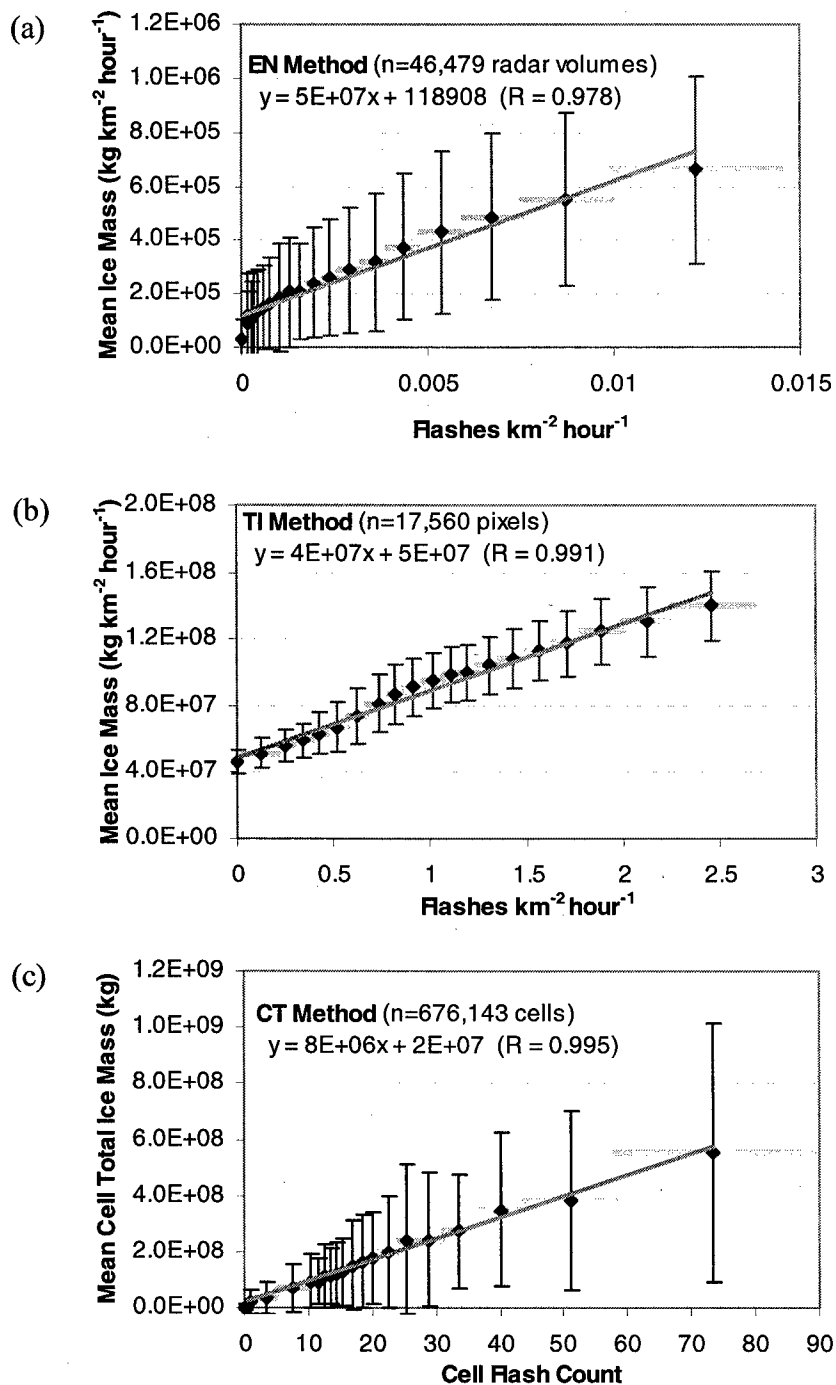 (a)
1.2E+06
1.0E+06
8.0E+05
6.0E+05
4.0E+05
2.0E+05
0.0E+00
Mean Ice Mass (kg km-2 hour-1)
EN Method (n=46,479 radar volumes)
y = 5E+07x + 118908 (R = 0.978)
0 0.005 0.01 0.015
Flashes km-2 hour-1
(b)
2.0E+08
1.6E+08
1.2E+08
8.0E+07
4.0E+07
0.0E+00
Mean Ice Mass (kg km-2 hour-1)
TI Method (n=17,560 pixels)
y = 4E+07x + 5E+07 (R = 0.991)
0 0.5 1 1.5 2 2.5 3
Flashes km-2 hour-1
(c)
1.2E+09
1.0E+09
8.0E+08
6.0E+08
4.0E+08
2.0E+08
0.0E+00
Mean Cell Total Ice Mass (kg)
CT Method (n=676,143 cells)
y = 8E+06x + 2E+07 (R = 0.995)
0 10 20 30 40 50 60 70 80 90
Cell Flash Count